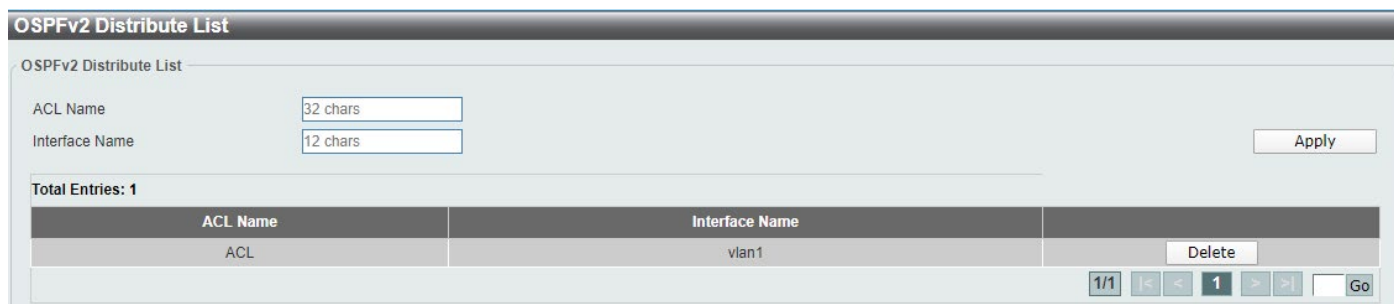 OSPFv2 Distribute List
OSPFv2 Distribute List
ACL Name 32 chars
Interface Name 12 chars Apply
Total Entries: 1
ACL Name Interface Name
ACL vlan1 Delete
1/1 |< < 1 > >| Go